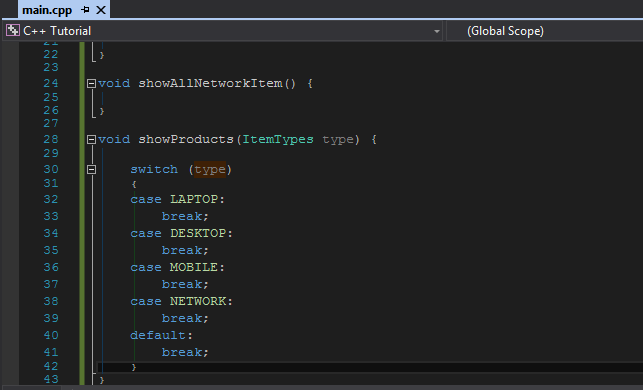 main.cpp
C++ Tutorial (Global Scope)
21
22 }
23
24 void showAllNetworkItem() {
25
26 }
27
28 void showProducts(ItemTypes type) {
29
30 switch (type)
31 {
32 case LAPTOP:
33 break;
34 case DESKTOP:
35 break;
36 case MOBILE:
37 break;
38 case NETWORK:
39 break;
40 default:
41 break;
42 }
43 }